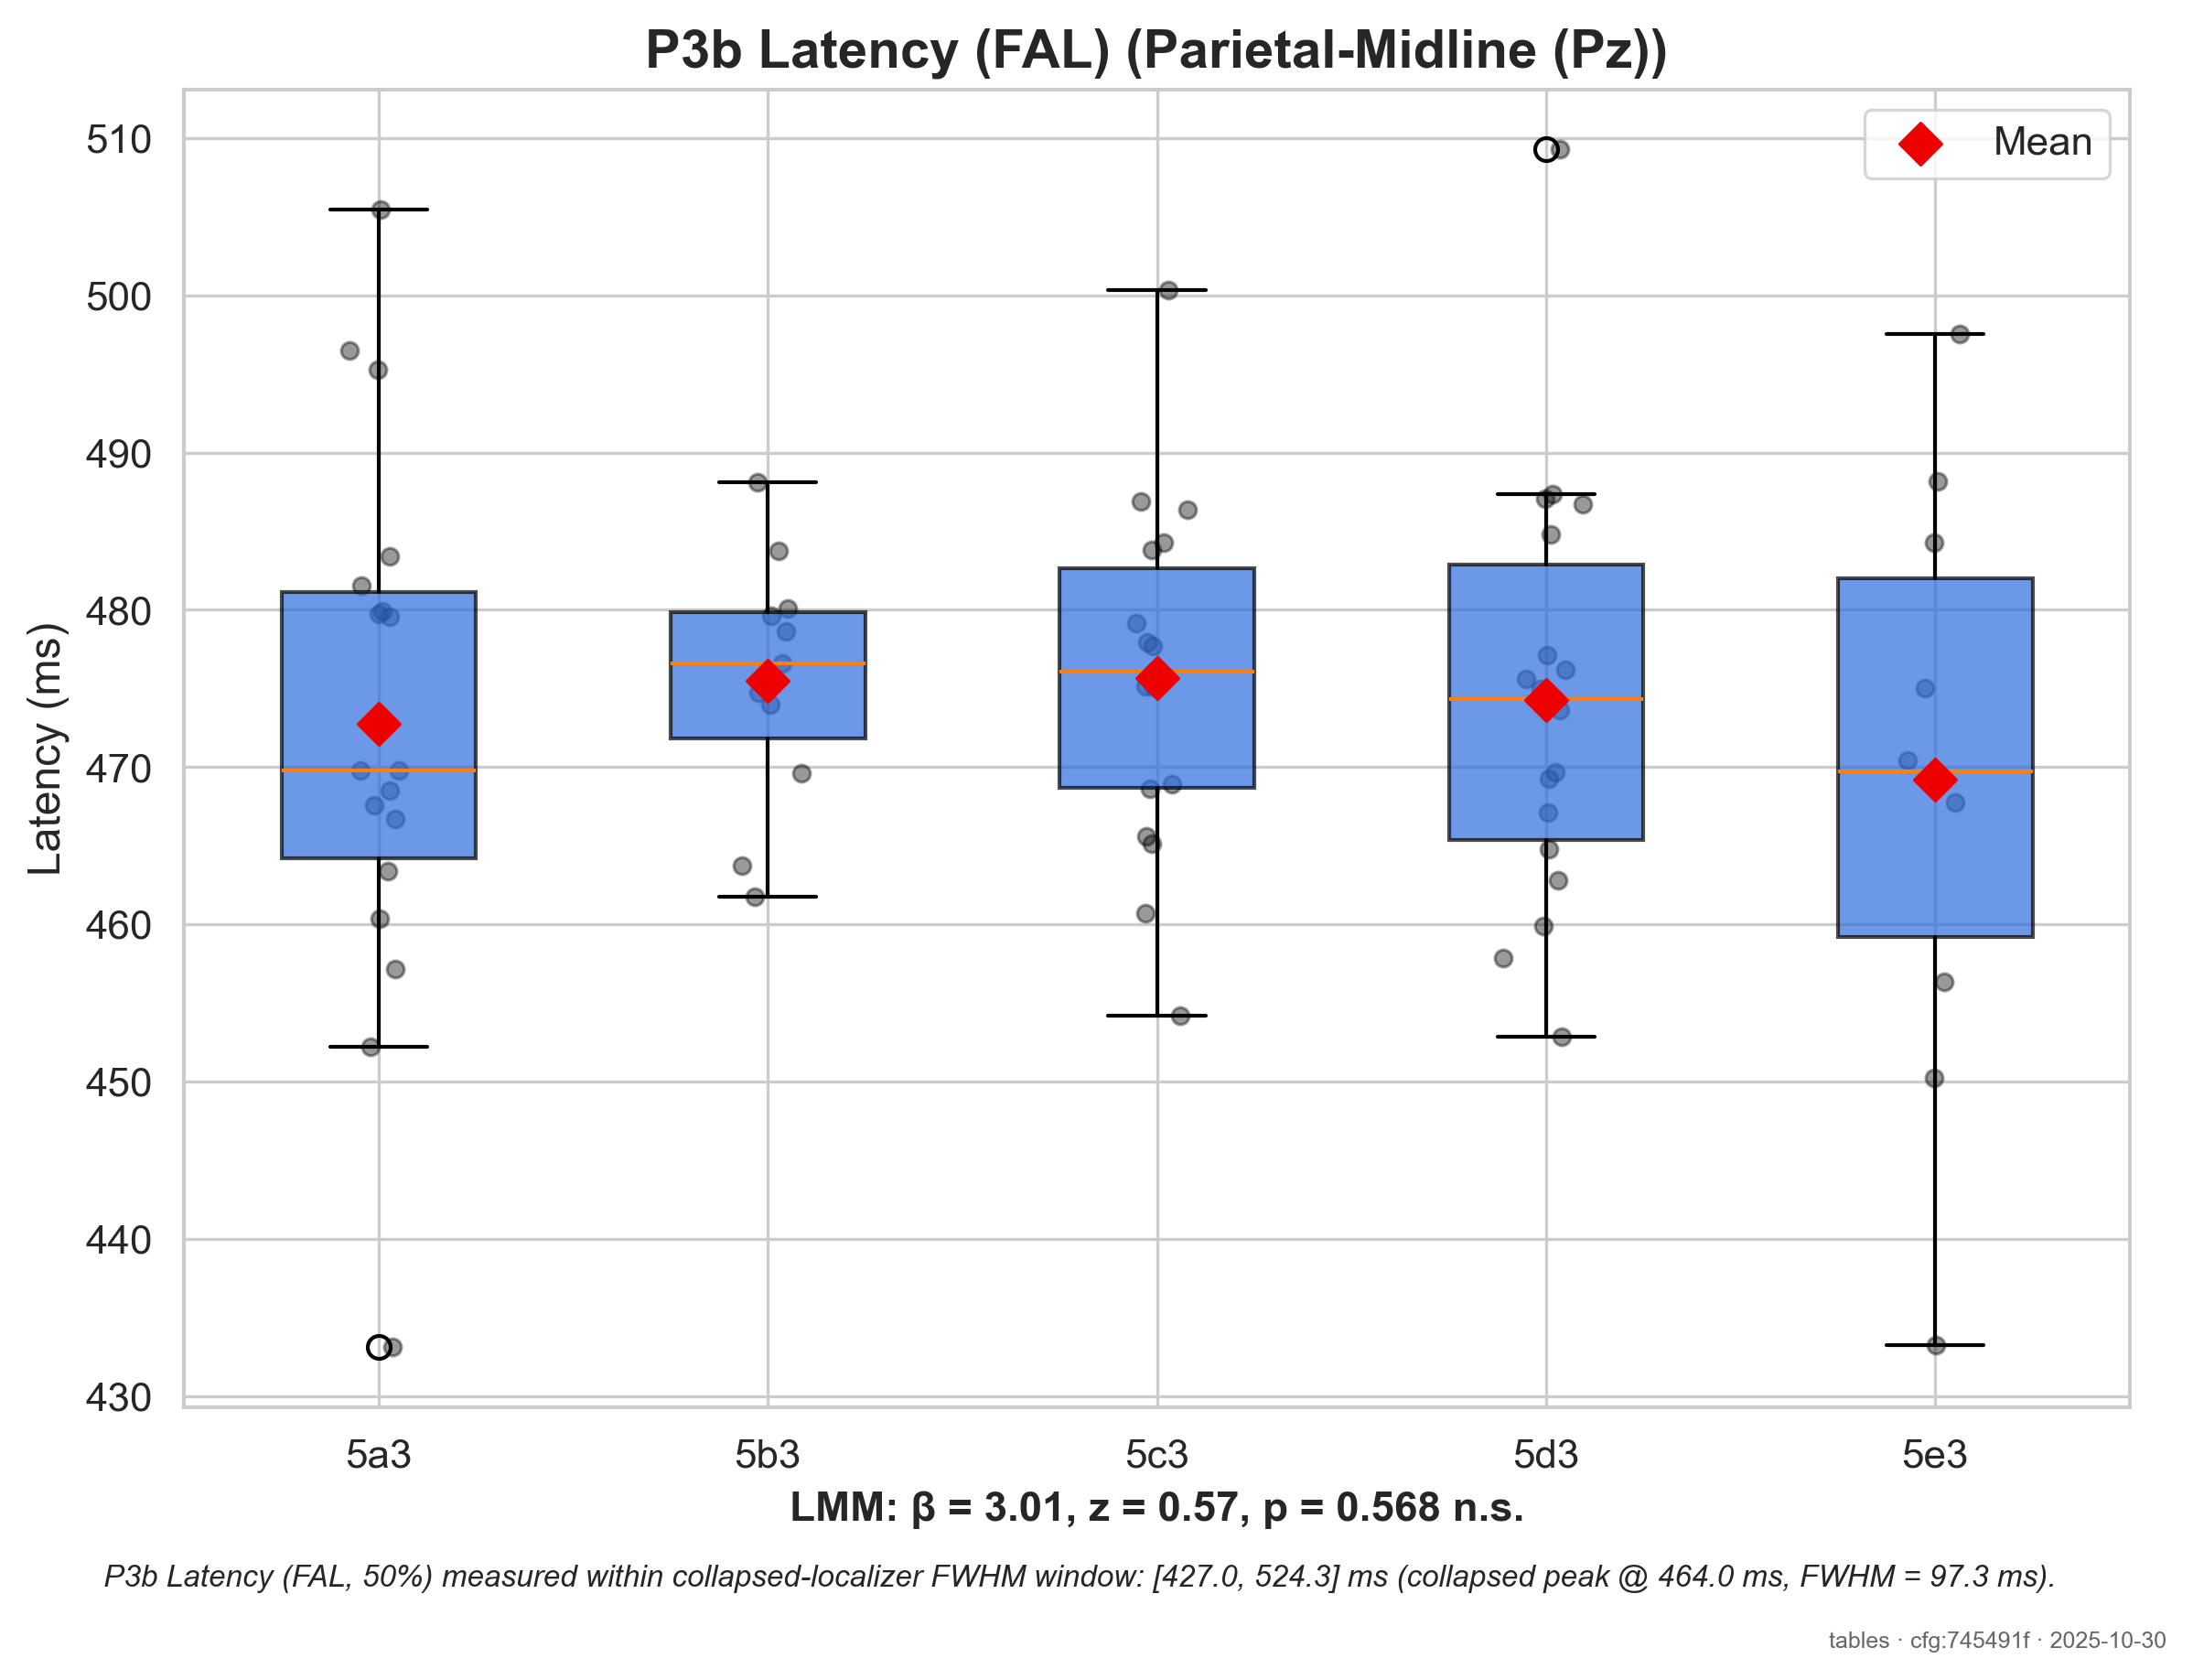 P3b Latency (FAL) (Parietal-Midline (Pz))
Mean
Latency (ms)
510
500
490
480
470
460
450
440
430
5a3 5b3 5c3 5d3 5e3
LMM: β = 3.01, z = 0.57, p = 0.568 n.s.
P3b Latency (FAL, 50%) measured within collapsed-localizer FWHM window: [427.0, 524.3] ms (collapsed peak @ 464.0 ms, FWHM = 97.3 ms).
tables · cfg:745491f · 2025-10-30